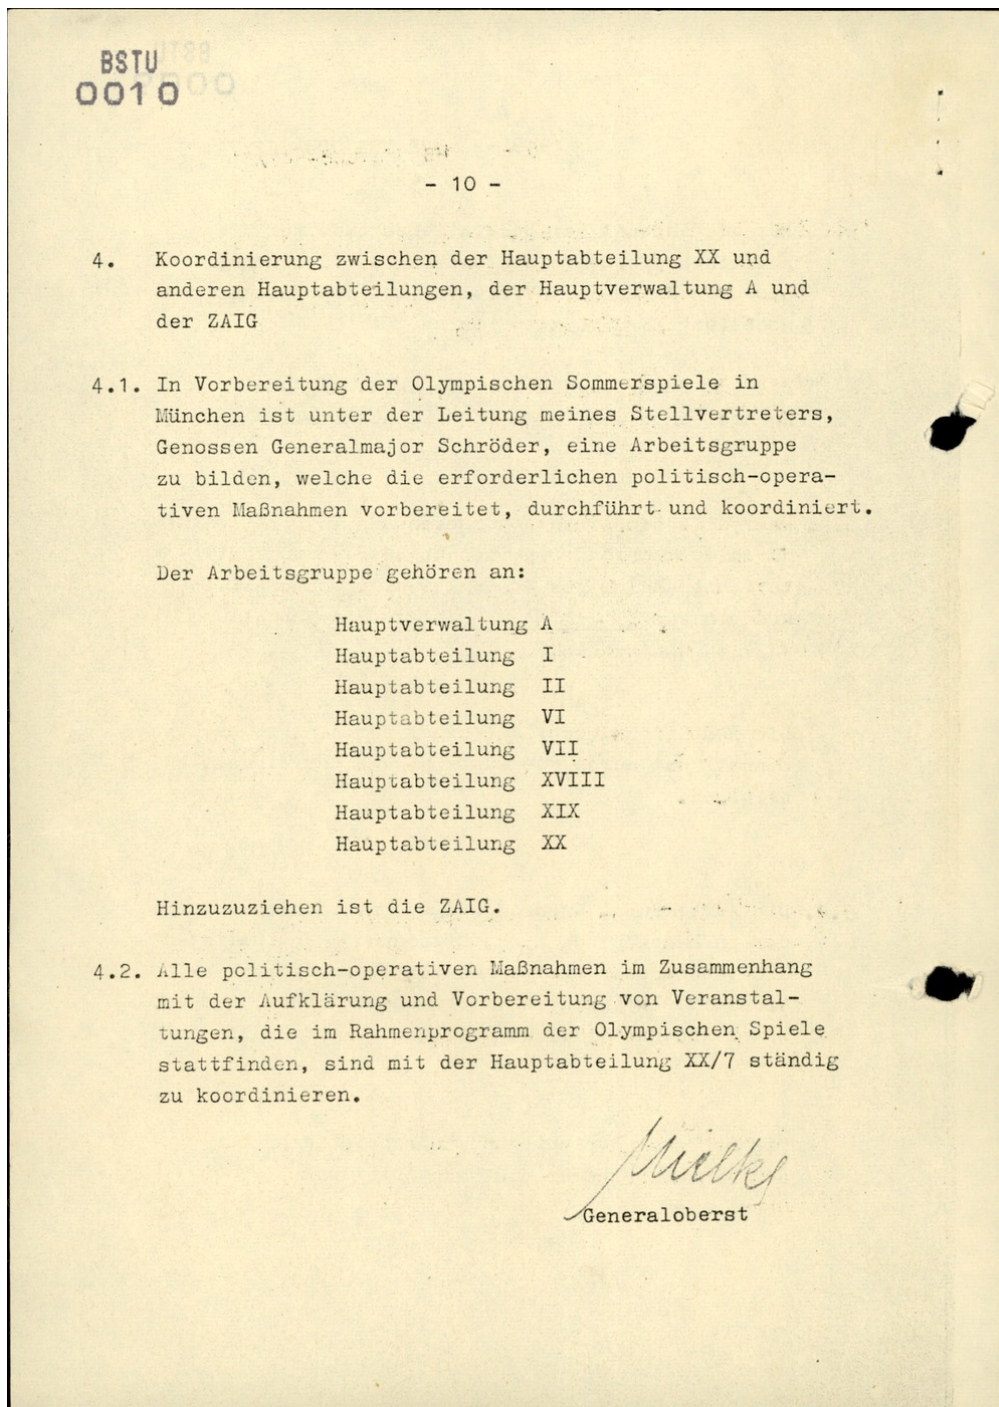 BSTU
0010
- 10 -
4. Koordinierung zwischen der Hauptabteilung XX und
anderen Hauptabteilungen, der Hauptverwaltung A und
der ZAIG
4.1. In Vorbereitung der Olympischen Sommerspiele in
München ist unter der Leitung meines Stellvertreters,
Genossen Generalmajor Schröder, eine Arbeitsgruppe
zu bilden, welche die erforderlichen politisch-opera-
tiven Maßnahmen vorbereitet, durchführt und koordiniert.
Der Arbeitsgruppe gehören an:
Hauptverwaltung A
Hauptabteilung I
Hauptabteilung II
Hauptabteilung VI
Hauptabteilung VII
Hauptabteilung XVIII
Hauptabteilung XIX
Hauptabteilung XX
Hinzuzuziehen ist die ZAIG.
4.2. Alle politisch-operativen Maßnahmen im Zusammenhang
mit der Aufklärung und Vorbereitung von Veranstal-
tungen, die im Rahmenprogramm der Olympischen Spiele
stattfinden, sind mit der Hauptabteilung XX/7 ständig
zu koordinieren.
Mielke
Generaloberst